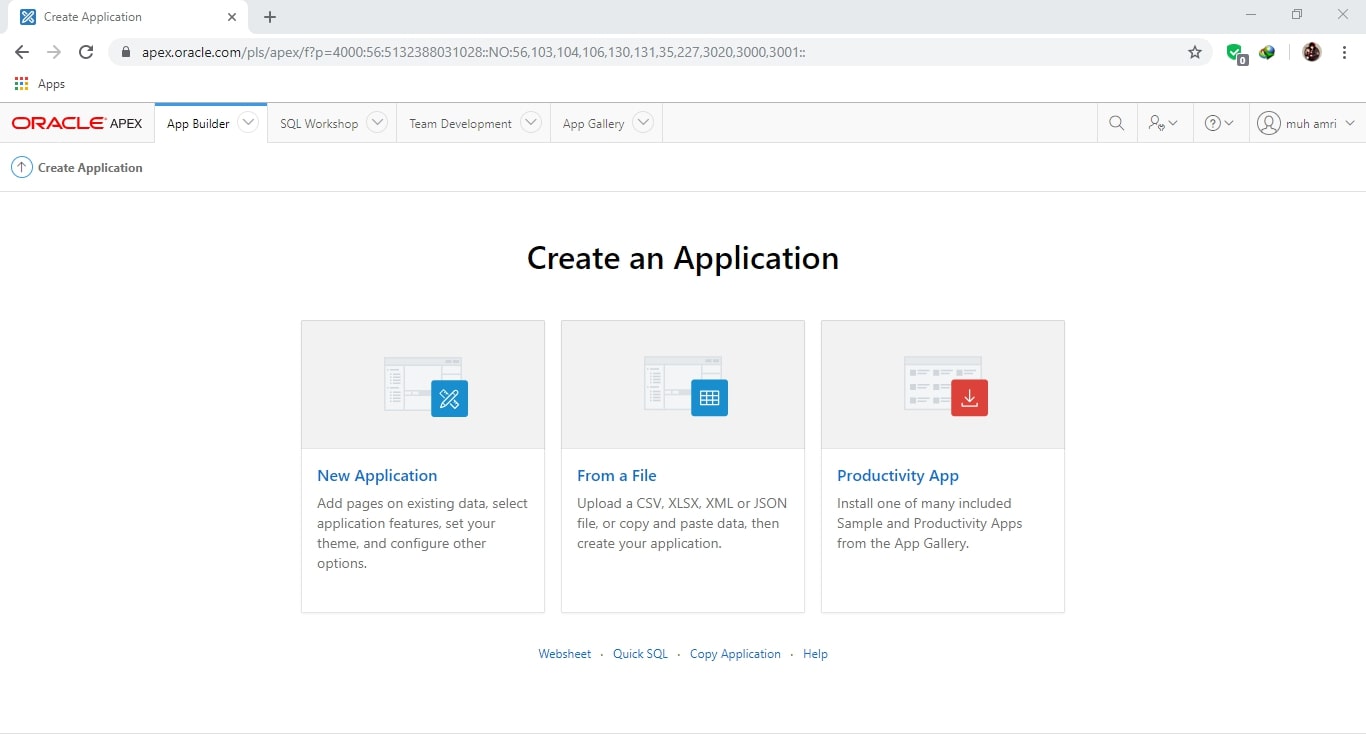 Create Application
apex.oracle.com/pls/apex/f?p=4000:56:5132388031028::NO:56,103,104,106,130,131,35,227,3020,3000,3001::
0
Apps
ORACLE APEX App Builder SQL Workshop Team Development App Gallery muh amri
Create Application
Create an Application
New Application
Add pages on existing data, select
application features, set your
theme, and configure other
options.
From a File
Upload a CSV, XLSX, XML or JSON
file, or copy and paste data, then
create your application.
Productivity App
Install one of many included
Sample and Productivity Apps
from the App Gallery.
Websheet · Quick SQL · Copy Application · Help